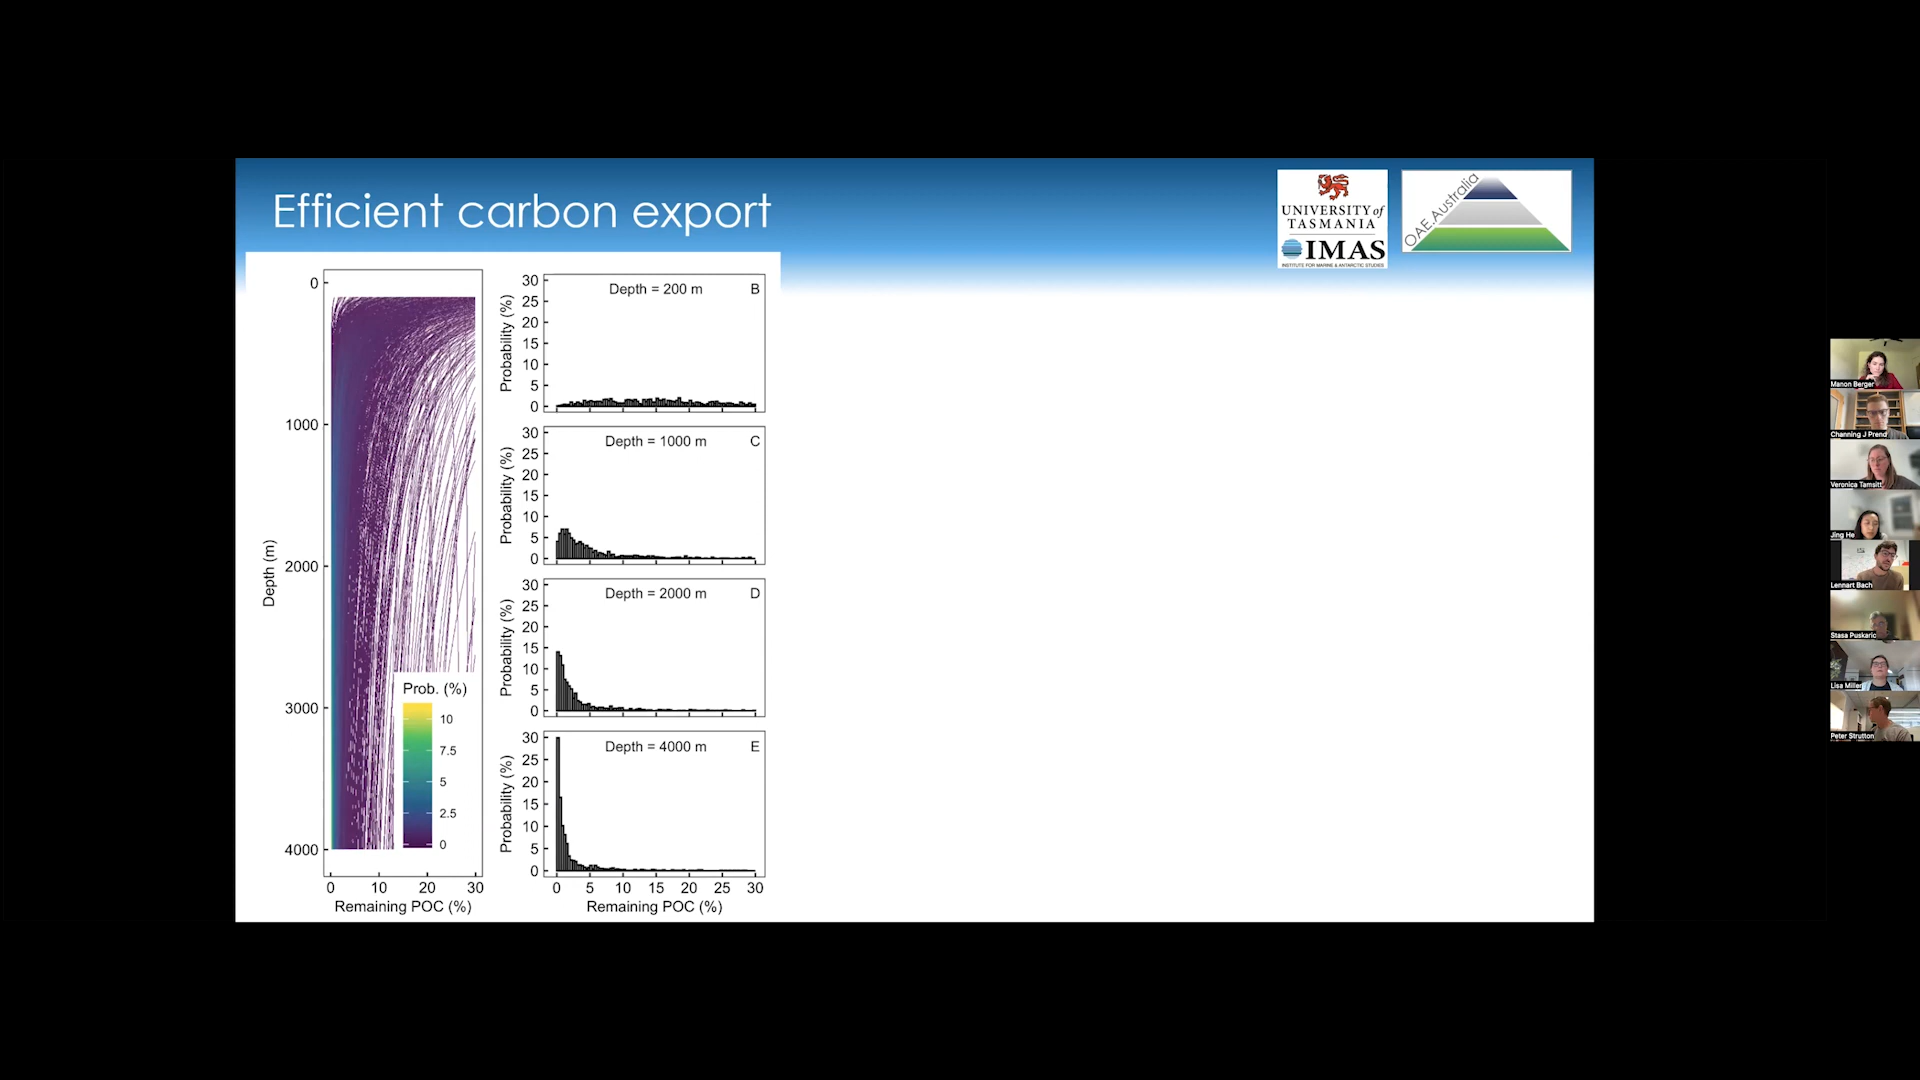 Efficient carbon export
UNIVERSITY of
TASMANIA
IMAS
INSTITUTE FOR MARINE & ANTARCTIC STUDIES
OAE.Australia
0
1000
2000
3000
4000
Depth (m)
Prob. (%)
10
7.5
5
2.5
0
0 10 20 30
Remaining POC (%)
Depth = 200 m B
30
25
20
15
10
5
0
Probability (%)
Depth = 1000 m C
30
25
20
15
10
5
0
Probability (%)
Depth = 2000 m D
30
25
20
15
10
5
0
Probability (%)
Depth = 4000 m E
30
25
20
15
10
5
0
Probability (%)
0 5 10 15 20 25 30
Remaining POC (%)
Manon Berger
Channing J Prend
Veronica Tamsitt
Jing He
Lennart Bach
Stasa Puskaric
Lisa Miller
Peter Strutton